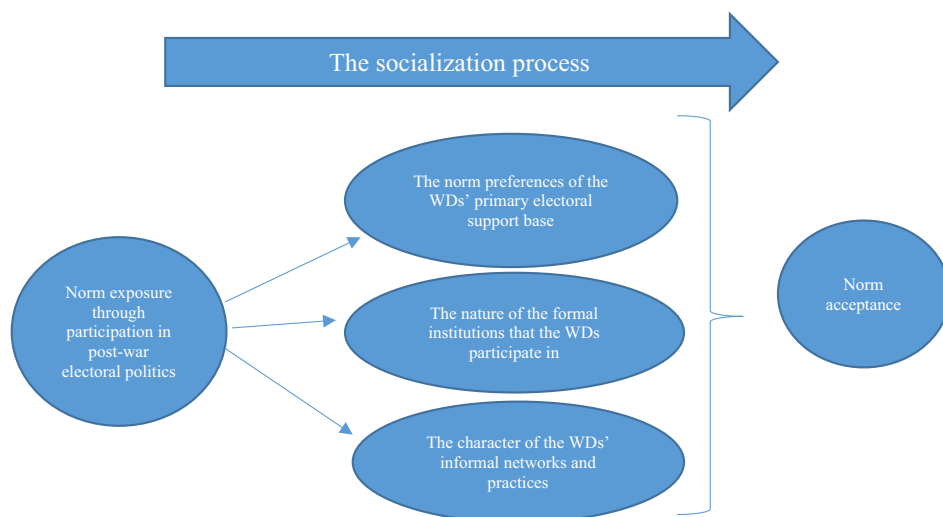 The socialization process
The norm preferences of the
WDs’ primary electoral
support base
Norm exposure
through
participation in
post-war
electoral politics
The nature of the formal
institutions that the WDs
participate in
The character of the WDs’
informal networks and
practices
Norm
acceptance